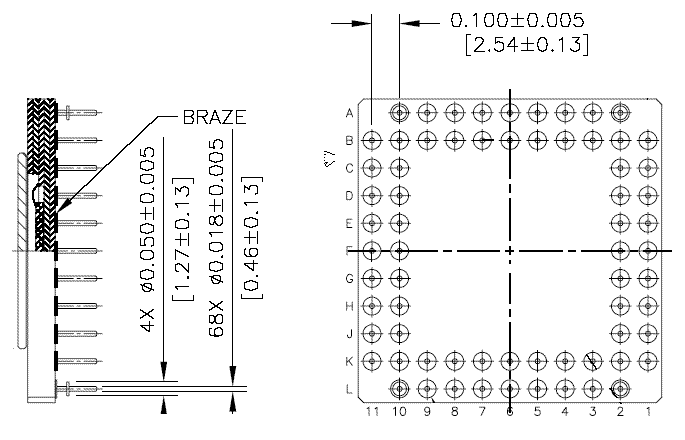 0.100±0.005
[2.54±0.13]
BRAZE
4X ø0.050±0.005
[1.27±0.13]
68X ø0.018±0.005
[0.46±0.13]
A
B
C
D
E
F
G
H
J
K
L
11 10 9 8 7 6 5 4 3 2 1